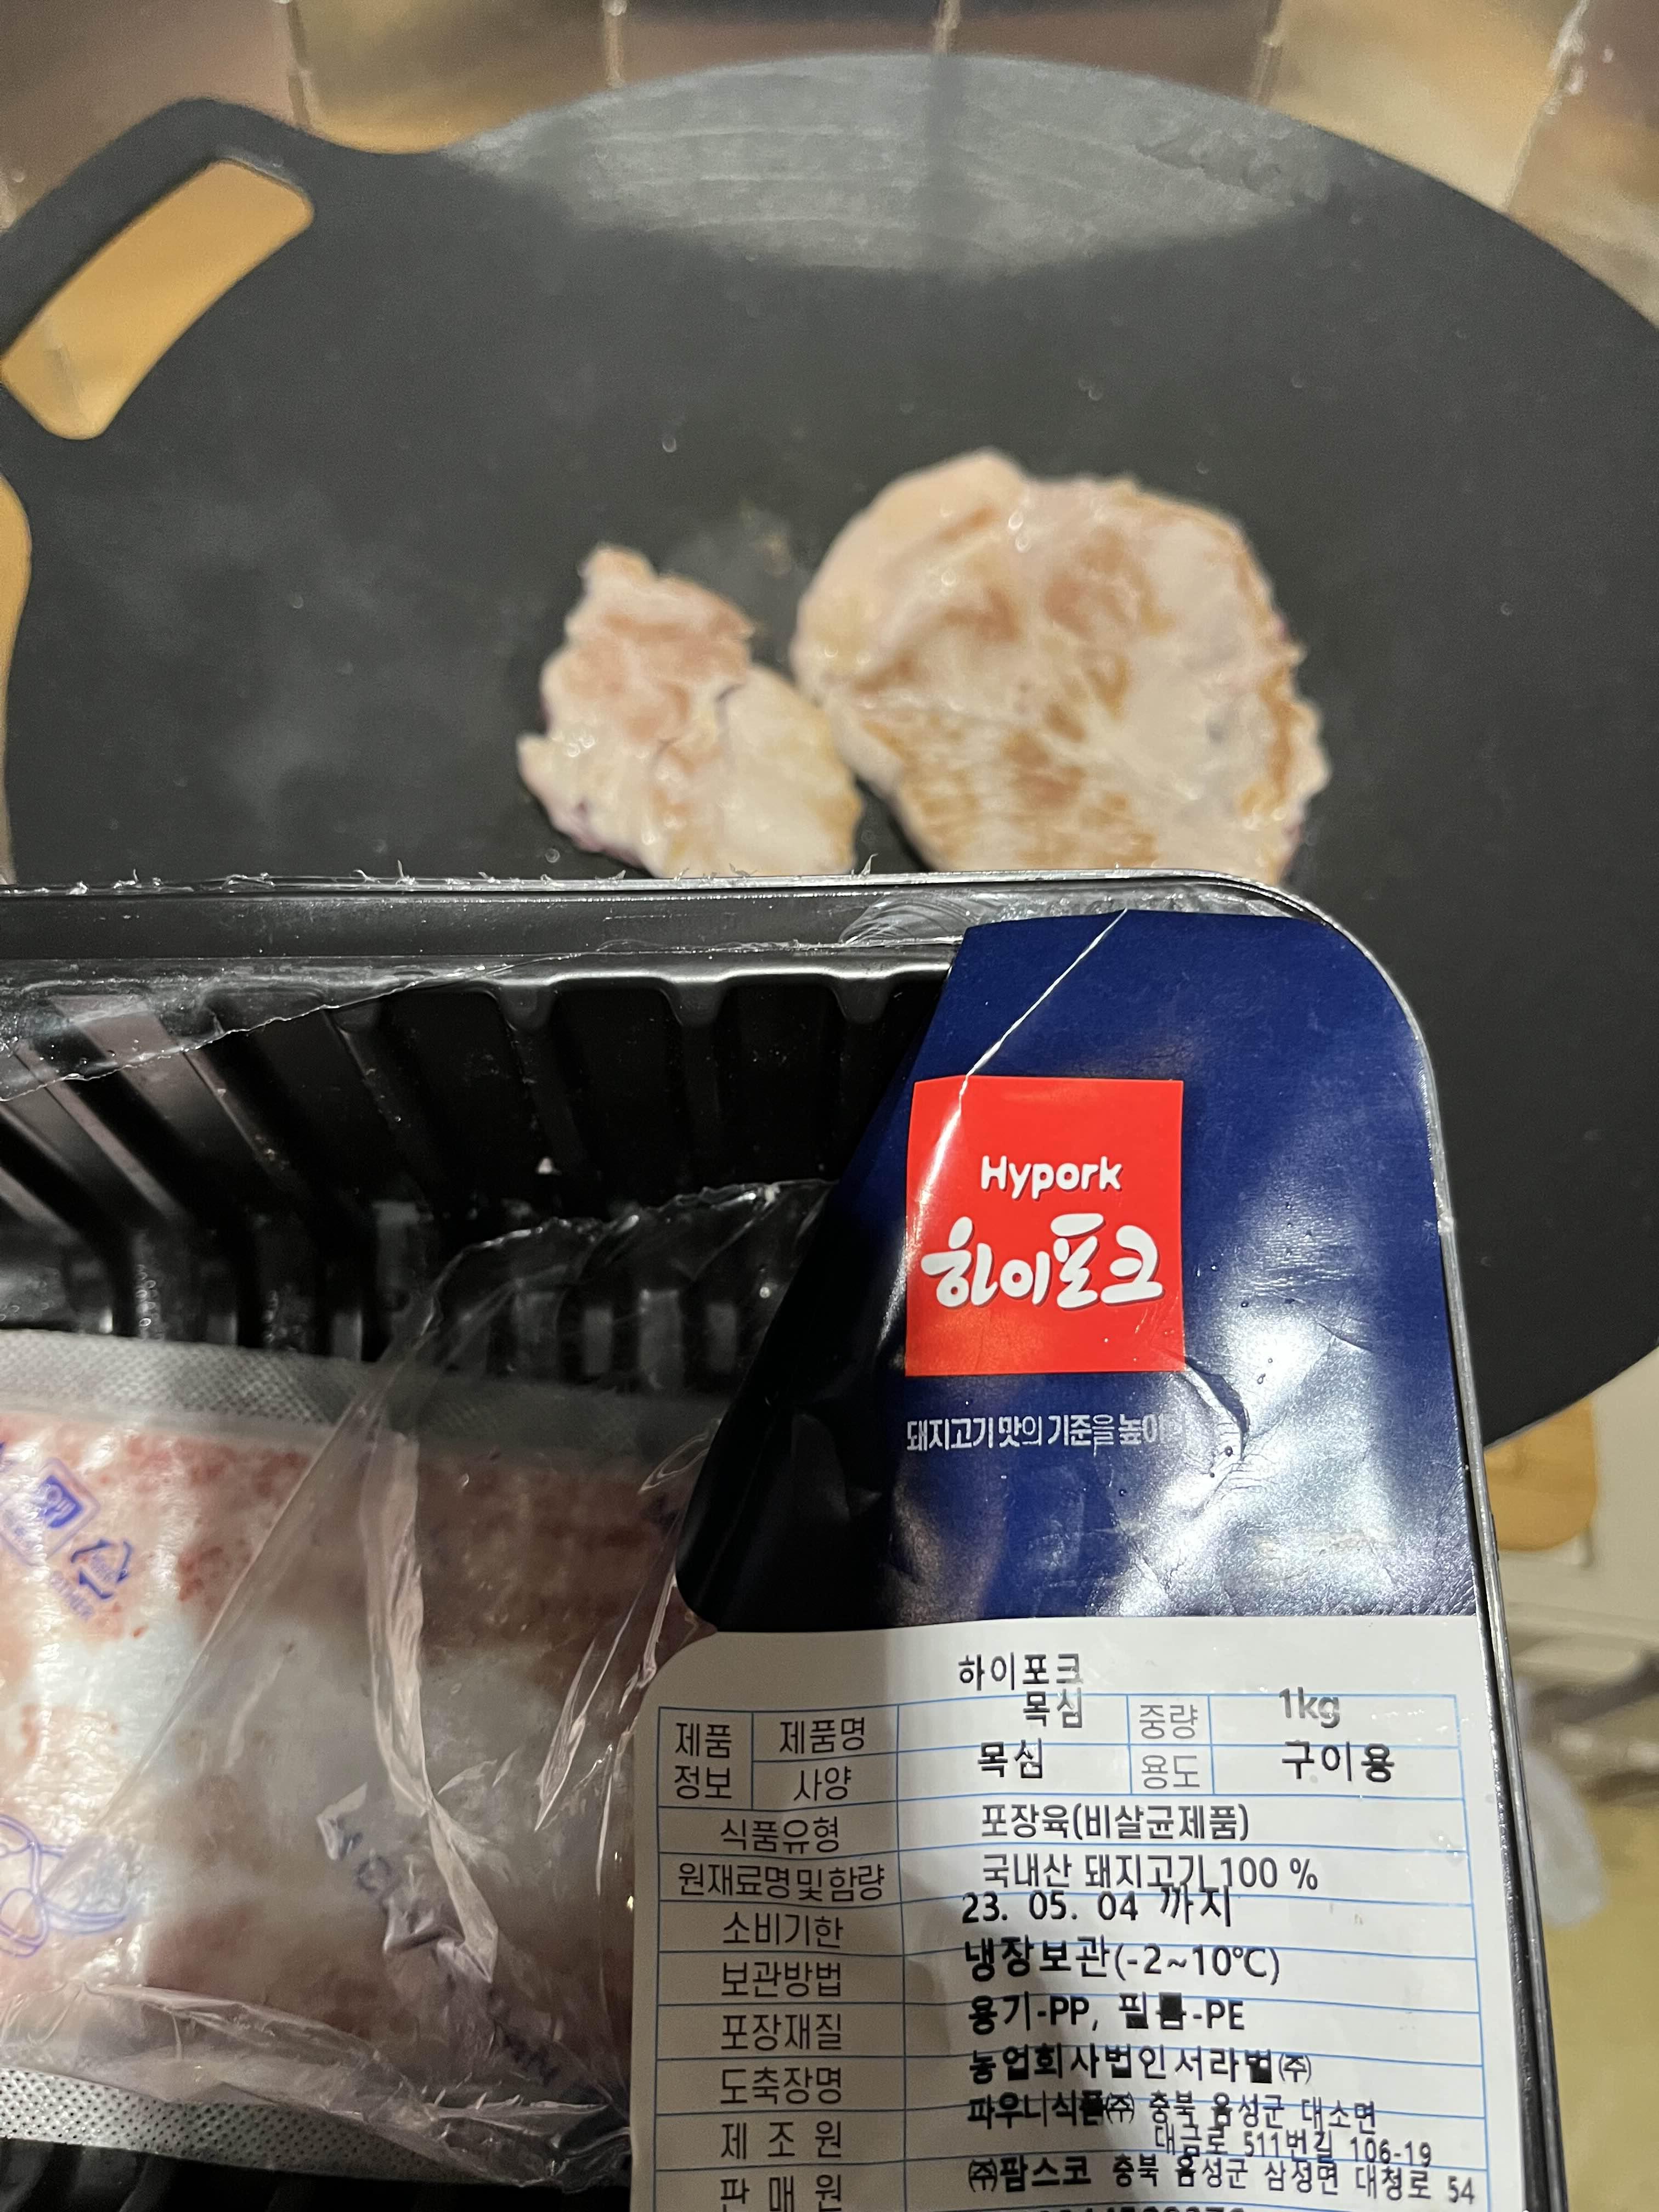 Hypork
하이포크
돼지고기 맛의 기준을 높이
하이포크
제품 정보 제품명 목심 중량 1kg
사양 목심 용도 구이용
식품유형 포장육(비살균제품)
원재료명및함량 국내산 돼지고기 100 %
소비기한 23. 05. 04 까지
보관방법 냉장보관(-2~10℃)
포장재질 용기-PP, 필름-PE
도축장명 농업회사법인서라벌㈜
제 조 원 파우니식품㈜ 충북 음성군 대소면
대금로 511번길 106-19
판 매 원 ㈜팜스코 충북 음성군 삼성면 대청로 54